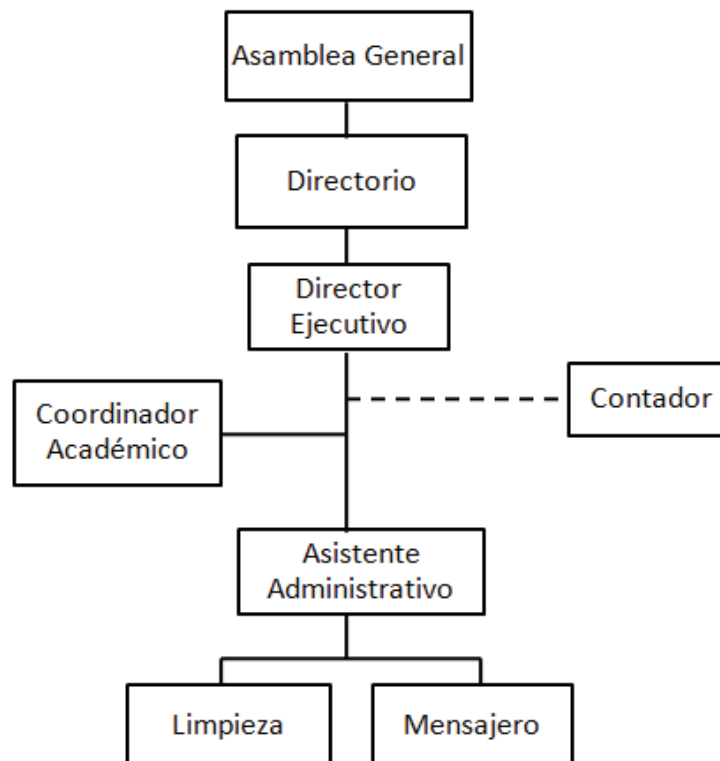 Asamblea General
Directorio
Director
Ejecutivo
Contador
Coordinador
Académico
Asistente
Administrativo
Limpieza
Mensajero